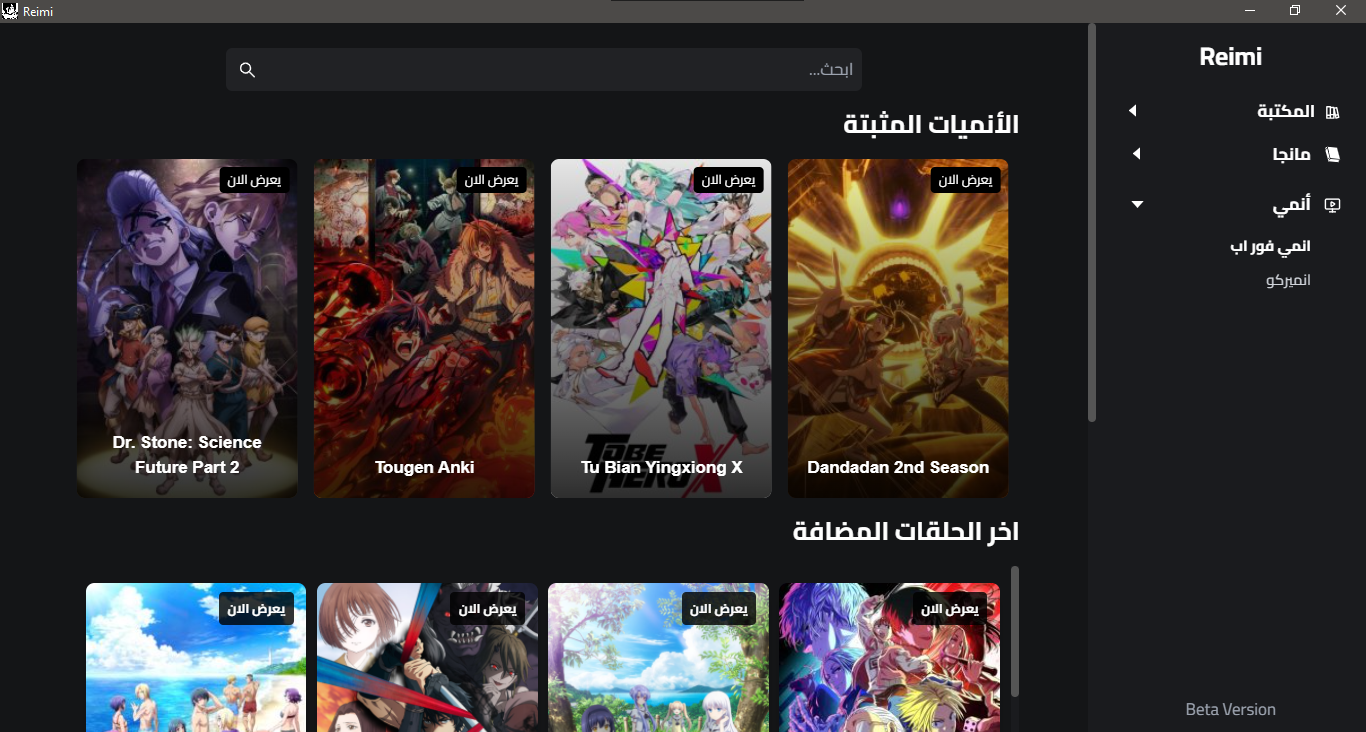 Reimi
Reimi
المكتبة
مانجا
أنمي
انمي فور اب
انميركو
Beta Version
ابحث...
الأنميات المثبتة
يعرض الان
يعرض الان
يعرض الان
يعرض الان
TO BE
HERO X
Dandadan 2nd Season
Tu Bian Yingxiong X
Tougen Anki
Dr. Stone: Science
Future Part 2
اخر الحلقات المضافة
يعرض الان
يعرض الان
يعرض الان
يعرض الان